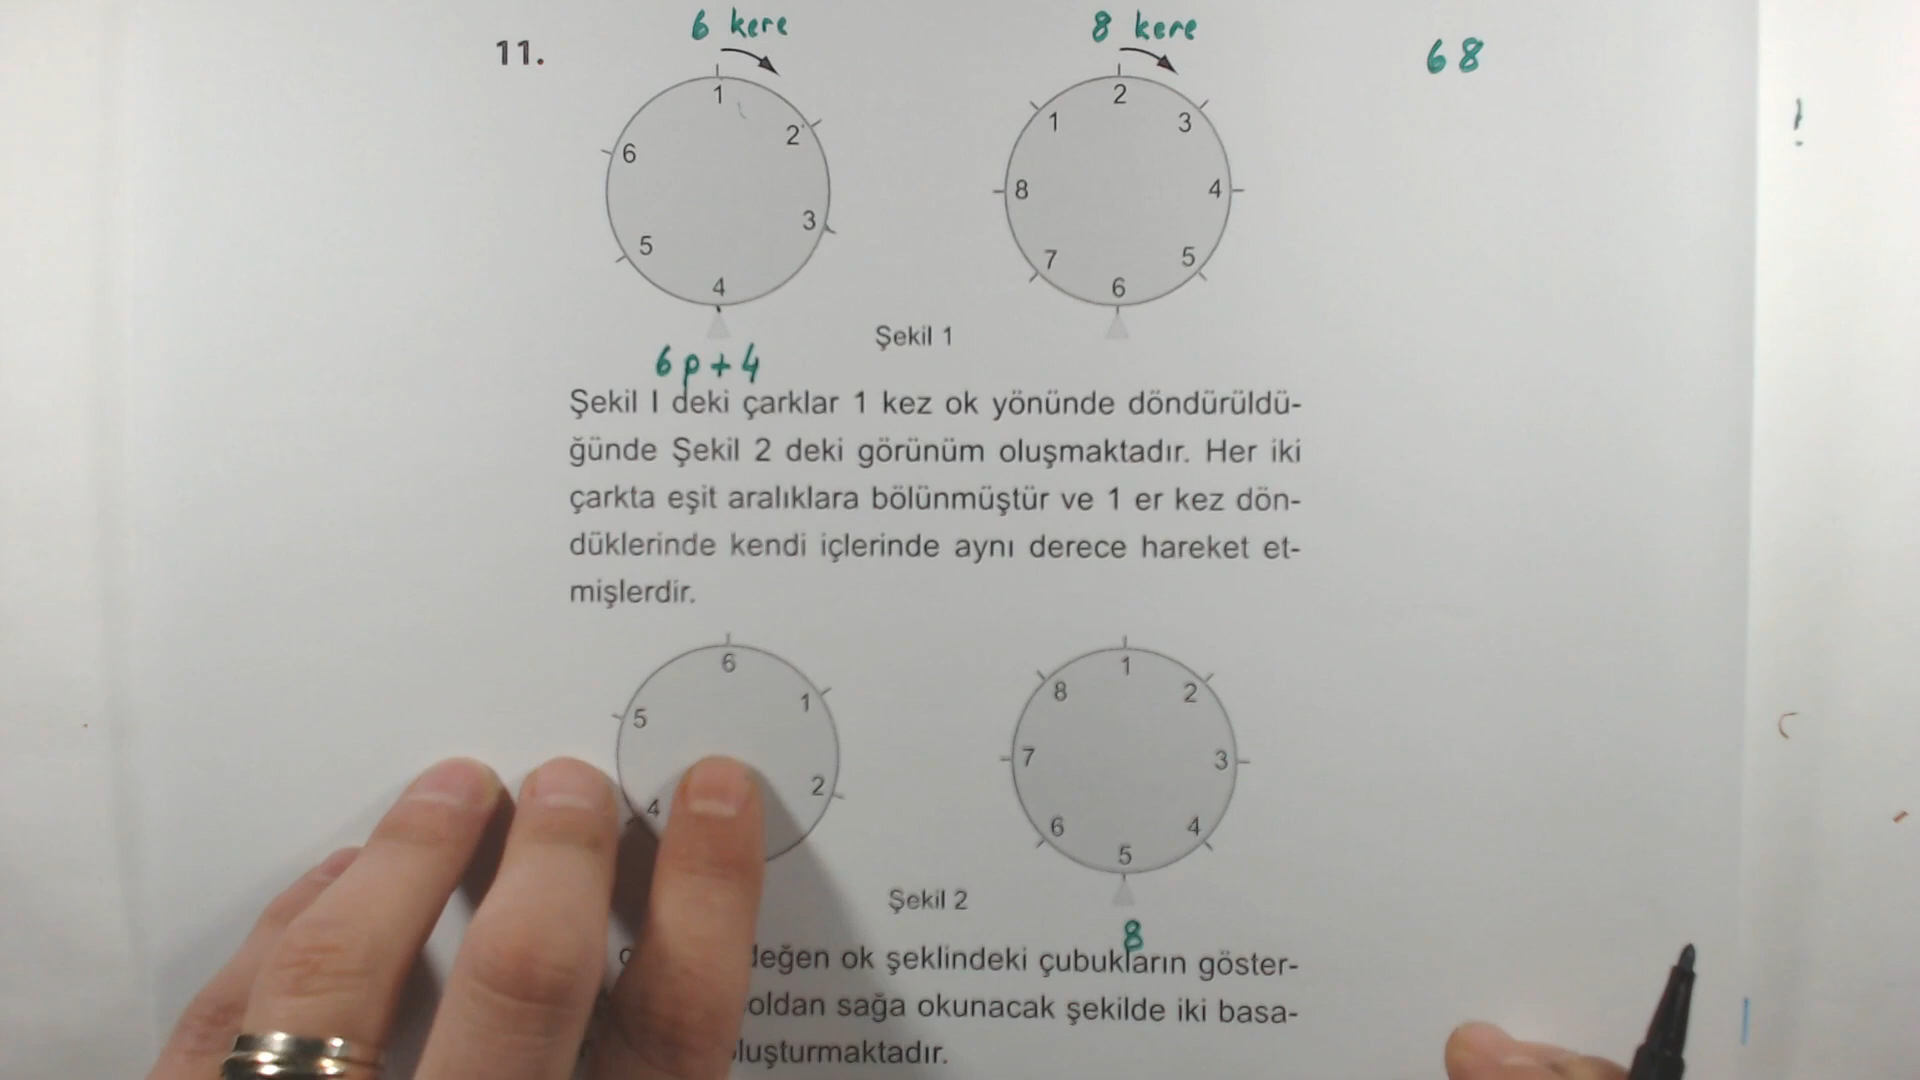 6 kere
8 kere
68
11.
1
2
3
4
5
6
2
3
4
5
6
7
8
1
Şekil 1
6p+4
Şekil I deki çarklar 1 kez ok yönünde döndürüldü-
ğünde Şekil 2 deki görünüm oluşmaktadır. Her iki
çarkta eşit aralıklara bölünmüştür ve 1 er kez dön-
düklerinde kendi içlerinde aynı derece hareket et-
mişlerdir.
6
1
2
4
5
1
2
3
4
5
6
7
8
Şekil 2
8
değen ok şeklindeki çubukların göster-
soldan sağa okunacak şekilde iki basa-
oluşturmaktadır.